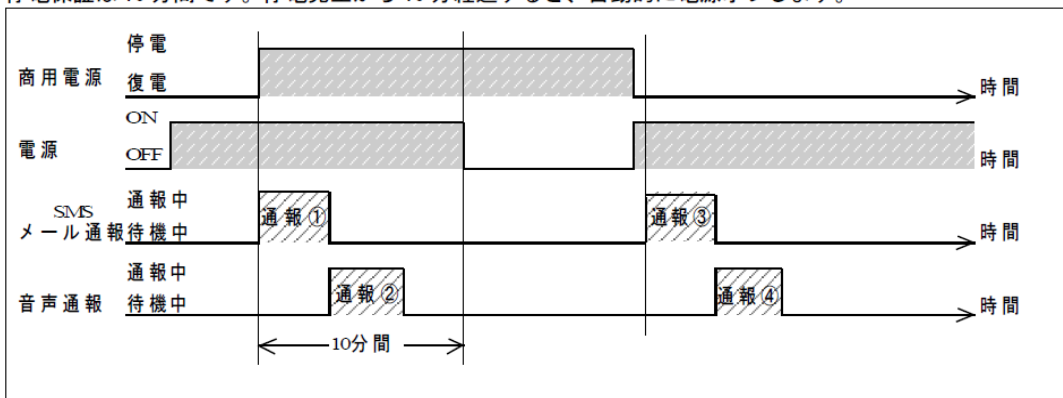 停電
商用電源
復電
時間
ON
電源
OFF
時間
通報中
SMS
通報①
通報③
メール通報
待機中
時間
通報中
音声通報
待機中
通報②
通報④
時間
10分間